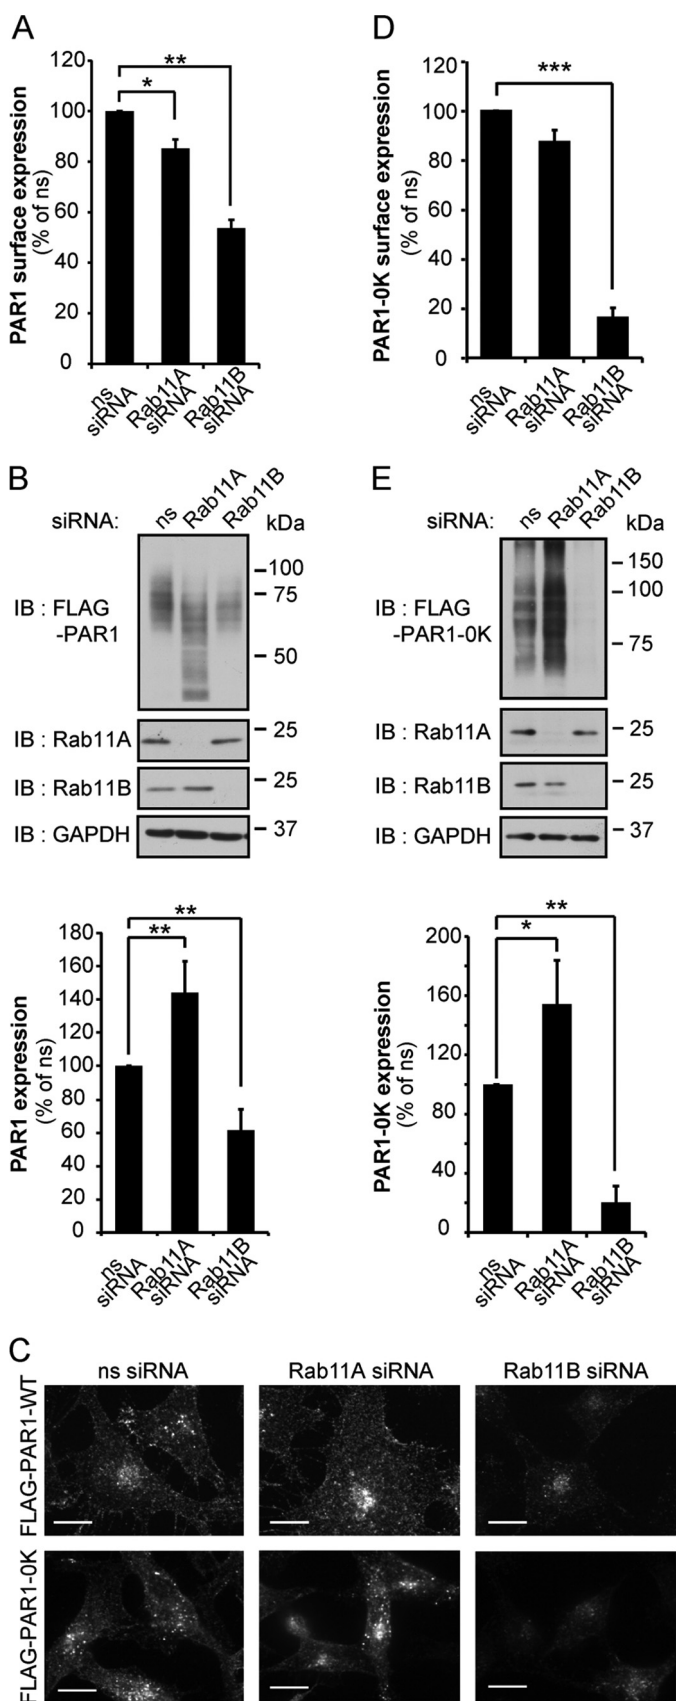 A
PAR1 surface expression
(% of ns)
120
100
80
60
40
20
0
*
**
ns
siRNA
Rab11A
siRNA
Rab11B
siRNA
D
PAR1-0K surface expression
(% of ns)
120
100
80
60
40
20
0
***
ns
siRNA
Rab11A
siRNA
Rab11B
siRNA
B
siRNA:
ns
Rab11A
Rab11B
kDa
IB : FLAG
-PAR1
100
75
50
IB : Rab11A
25
IB : Rab11B
25
IB : GAPDH
37
PAR1 expression
(% of ns)
180
160
140
120
100
80
60
40
20
0
**
**
ns
siRNA
Rab11A
siRNA
Rab11B
siRNA
E
siRNA:
ns
Rab11A
Rab11B
kDa
IB : FLAG
-PAR1-0K
150
100
75
IB : Rab11A
25
IB : Rab11B
25
IB : GAPDH
37
PAR1-0K expression
(% of ns)
200
160
120
80
40
0
*
**
ns
siRNA
Rab11A
siRNA
Rab11B
siRNA
C
ns siRNA
Rab11A siRNA
Rab11B siRNA
FLAG-PAR1-WT
FLAG-PAR1-0K